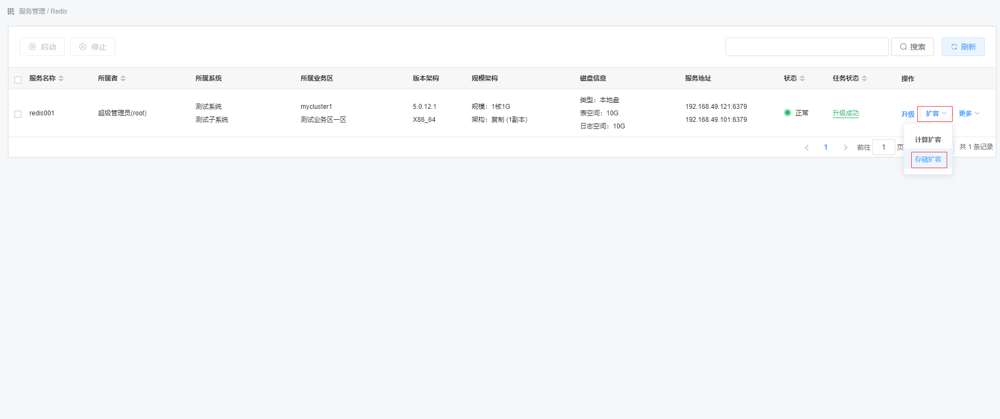 服务管理 / Redis
启动 停止 搜索 刷新
服务名称 所属者 所属系统 所属业务区 版本架构 规模架构 磁盘信息 服务地址 状态 任务状态 操作
redis001 超级管理员(root)
测试系统
测试子系统
mycluster1
测试业务区一区
5.0.12.1
X86_64
规模：1核1G
架构：复制 (1副本)
类型：本地盘
表空间：10G
日志空间：10G
192.168.49.121:6379
192.168.49.101:6379
正常 升级成功 升级 扩容 更多
计算扩容
存储扩容
1 前往 1 页 共 1 条记录